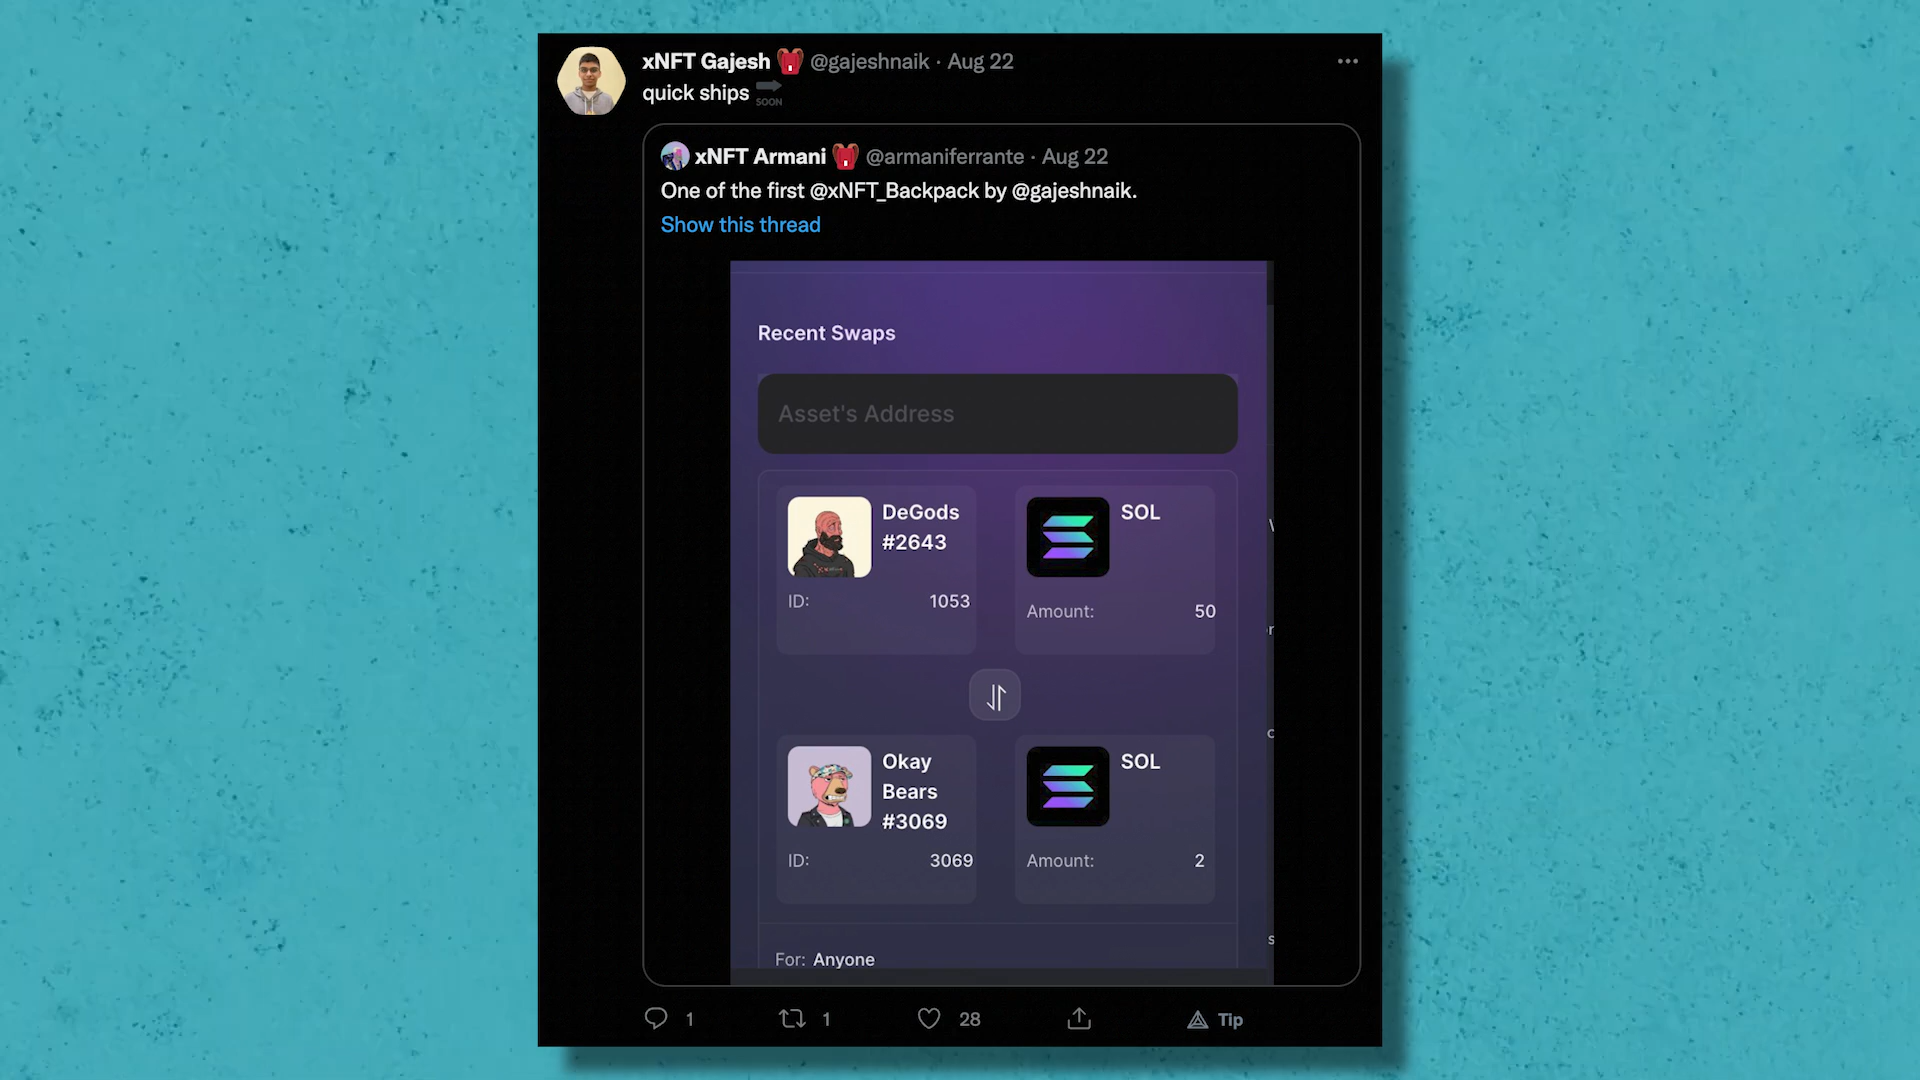 xNFT Gajesh @gajeshnaik · Aug 22
quick ships SOON
xNFT Armani @armaniferrante · Aug 22
One of the first @xNFT_Backpack by @gajeshnaik.
Show this thread
Recent Swaps
Asset's Address
DeGods
#2643
SOL
ID: 1053
Amount: 50
Okay
Bears
#3069
SOL
ID: 3069
Amount: 2
For: Anyone
1 1 28 Tip